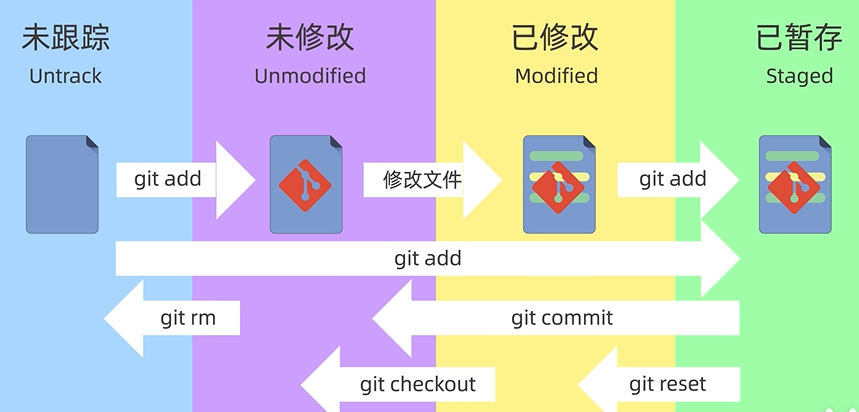 未跟踪
Untrack
未修改
Unmodified
已修改
Modified
已暂存
Staged
git add
修改文件
git add
git add
git rm
git commit
git checkout
git reset